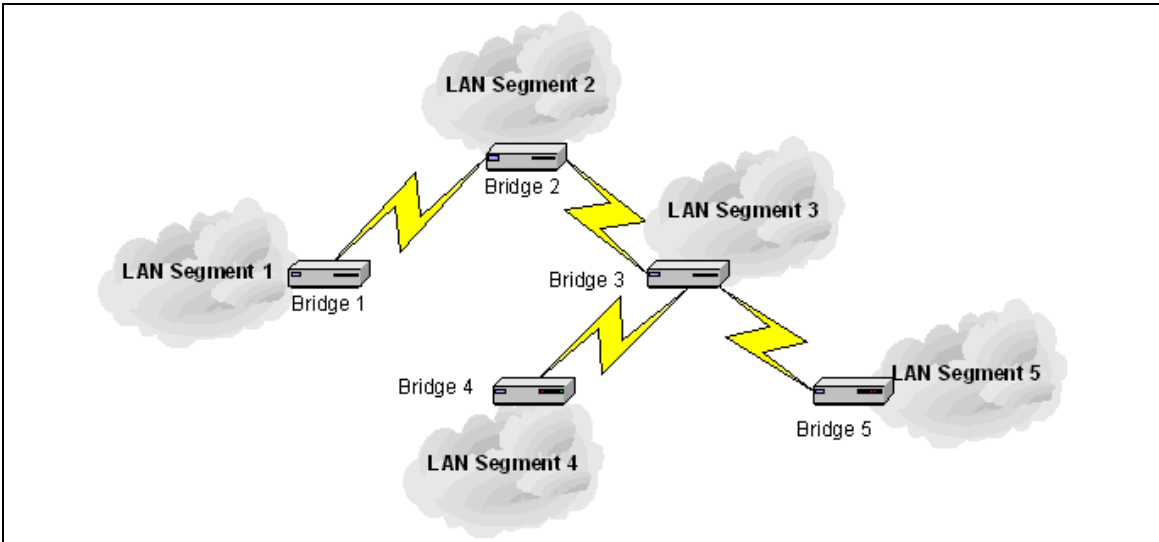 LAN Segment 2
Bridge 2
LAN Segment 3
LAN Segment 1
Bridge 3
Bridge 1
Bridge 4
LAN Segment 5
Bridge 5
LAN Segment 4